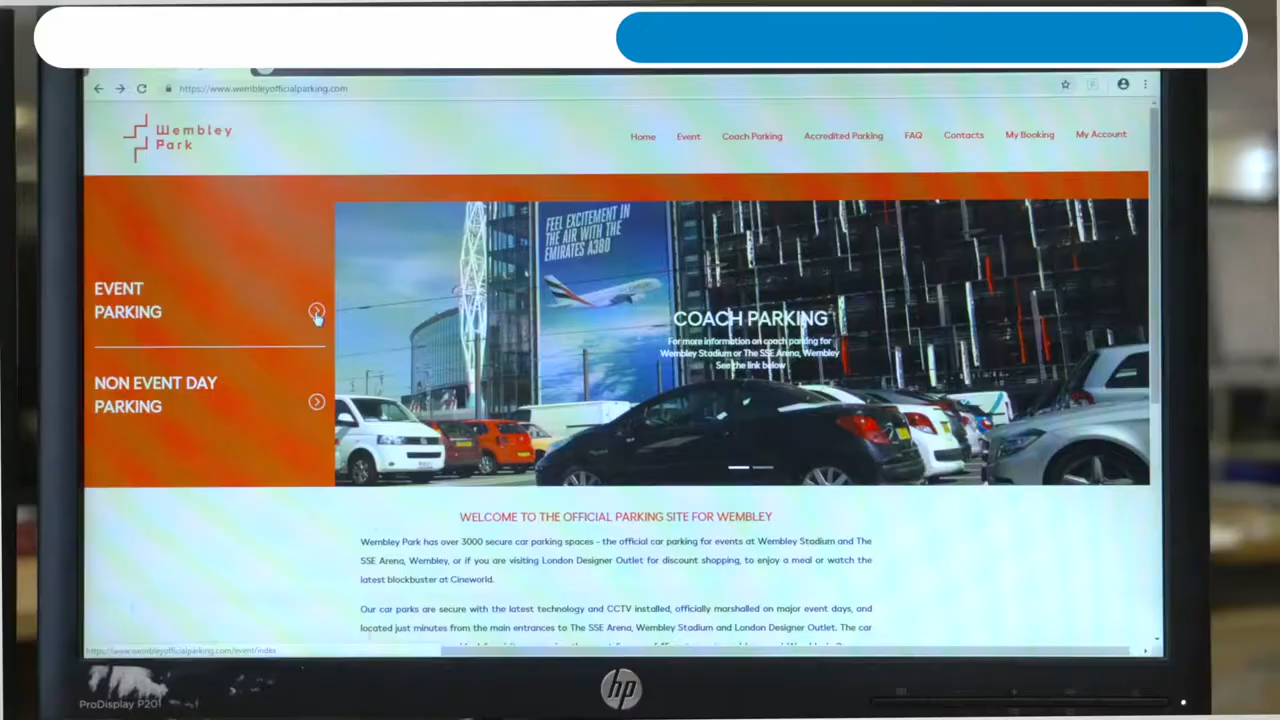 https://www.wembleyofficialparking.com
Wembley
Park
Home Event Coach Parking Accredited Parking FAQ Contacts My Booking My Account
EVENT
PARKING
NON EVENT DAY
PARKING
FEEL EXCITEMENT IN
THE AIR WITH THE
EMIRATES A380
COACH PARKING
For more information on coach parking for
Wembley Stadium or The SSE Arena, Wembley
See the link below
WELCOME TO THE OFFICIAL PARKING SITE FOR WEMBLEY
Wembley Park has over 3000 secure car parking spaces - the official car parking for events at Wembley Stadium and The
SSE Arena, Wembley, or if you are visiting London Designer Outlet for discount shopping, to enjoy a meal or watch the
latest blockbuster at Cineworld.
Our car parks are secure with the latest technology and CCTV installed, officially marshalled on major event days, and
located just minutes from the main entrances to The SSE Arena, Wembley Stadium and London Designer Outlet. The car
https://www.wembleyofficialparking.com/event/index
hp
ProDisplay P201